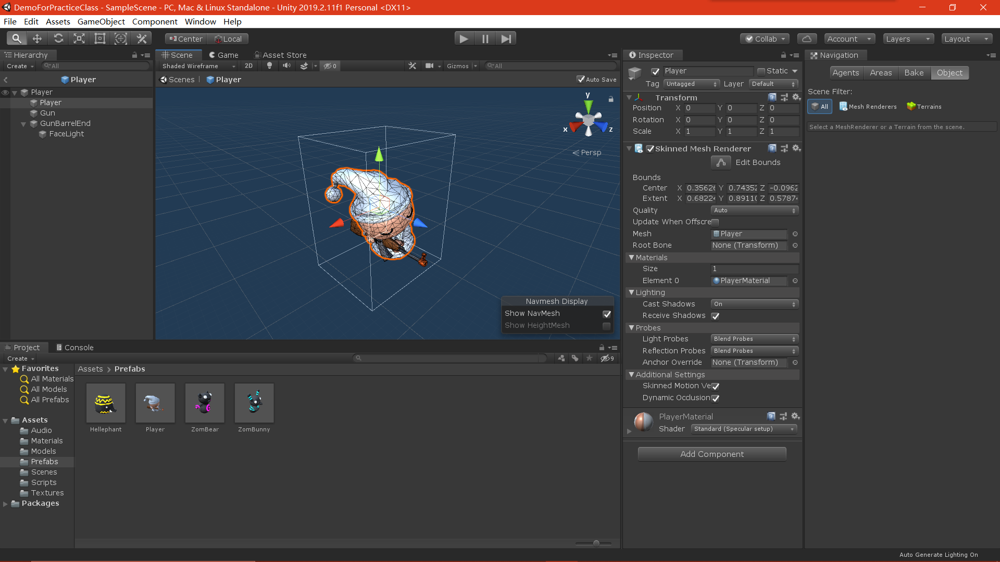 DemoForPracticeClass - SampleScene - PC, Mac & Linux Standalone - Unity 2019.2.11f1 Personal <DX11>
File Edit Assets GameObject Component Window Help
Center Local Collab Account Layers Layout
Hierarchy
Create All
Player
Player
Player
Gun
GunBarrelEnd
FaceLight
Scene Game Asset Store
Shaded Wireframe 2D 0 Gizmos All
Scenes Player Auto Save
y
x z
Persp
Navmesh Display
Show NavMesh
Show HeightMesh
Project Console
Create 9
Favorites
All Materials
All Models
All Prefabs
Assets
Audio
Materials
Models
Prefabs
Scenes
Scripts
Textures
Packages
Assets Prefabs
Hellephant Player ZomBear ZomBunny
Inspector
Player Static
Tag Untagged Layer Default
Transform
Position X 0 Y 0 Z 0
Rotation X 0 Y 0 Z 0
Scale X 1 Y 1 Z 1
Skinned Mesh Renderer
Edit Bounds
Bounds
Center X 0.35626 Y 0.74352 Z -0.0962
Extent X 0.68224 Y 0.89110 Z 0.57874
Quality Auto
Update When Offscre
Mesh Player
Root Bone None (Transform)
Materials
Size 1
Element 0 PlayerMaterial
Lighting
Cast Shadows On
Receive Shadows
Probes
Light Probes Blend Probes
Reflection Probes Blend Probes
Anchor Override None (Transform)
Additional Settings
Skinned Motion Ve
Dynamic Occlusion
PlayerMaterial
Shader Standard (Specular setup)
Add Component
Navigation
Agents Areas Bake Object
Scene Filter:
All Mesh Renderers Terrains
Select a MeshRenderer or a Terrain from the scene.
Auto Generate Lighting On